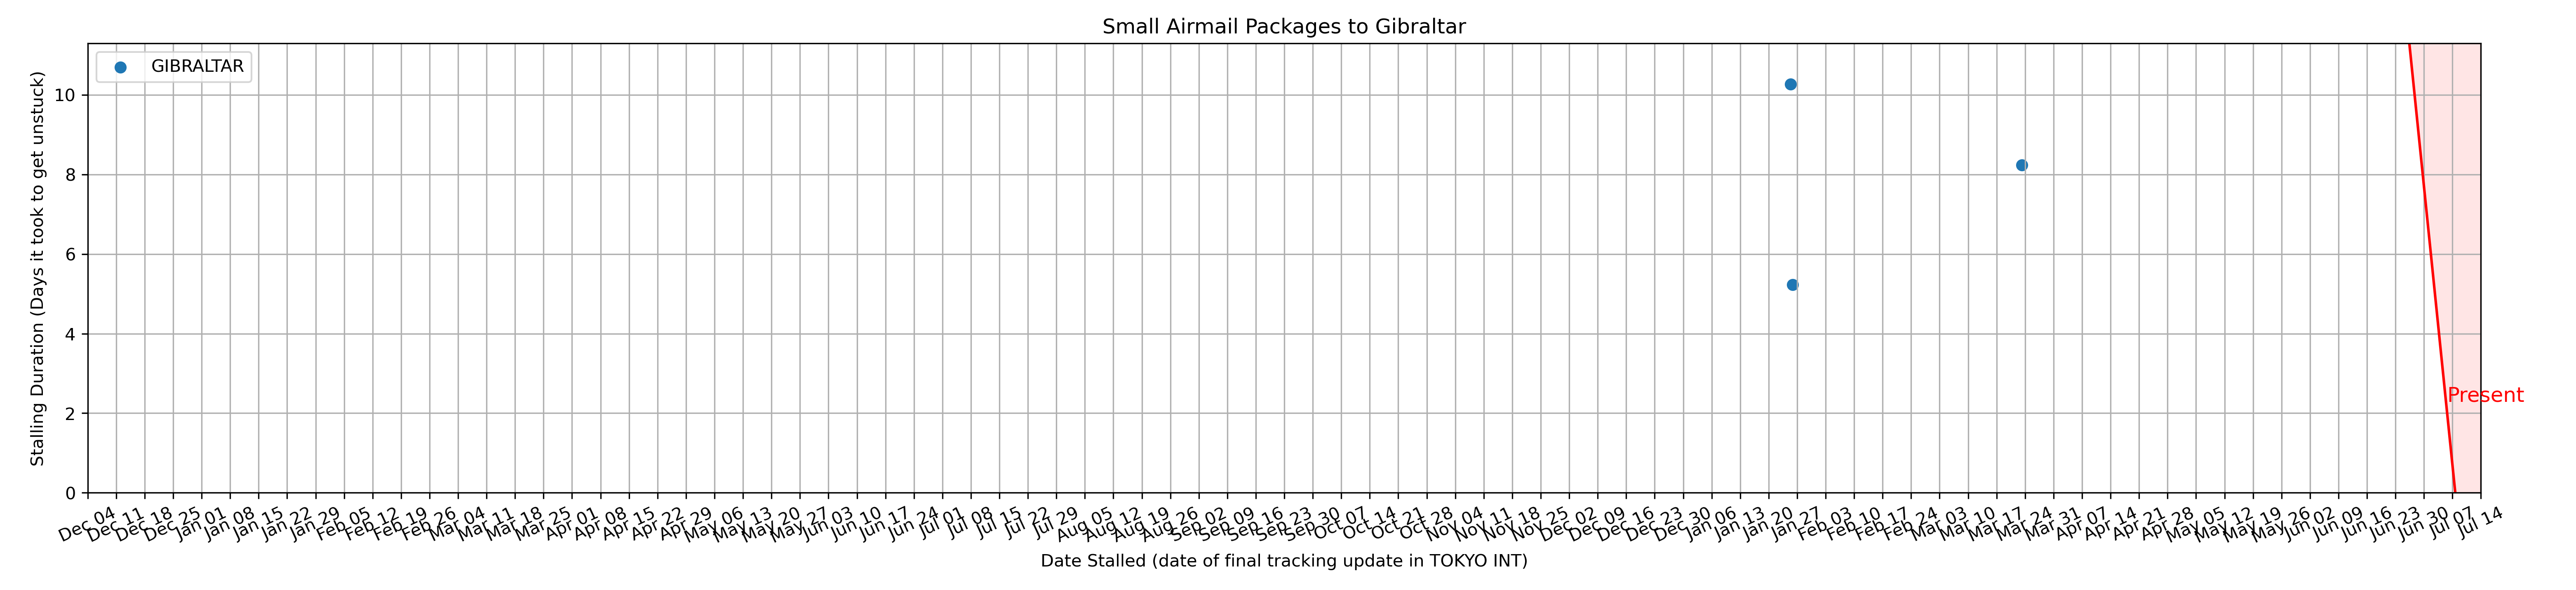 Small Airmail Packages to Gibraltar
GIBRALTAR
Stalling Duration (Days it took to get unstuck)
10
8
6
4
2
0
Present
Dec 04
Dec 11
Dec 18
Dec 25
Jan 01
Jan 08
Jan 15
Jan 22
Jan 29
Feb 05
Feb 12
Feb 19
Feb 26
Mar 04
Mar 11
Mar 18
Mar 25
Apr 01
Apr 08
Apr 15
Apr 22
Apr 29
May 06
May 13
May 20
May 27
Jun 03
Jun 10
Jun 17
Jun 24
Jul 01
Jul 08
Jul 15
Jul 22
Jul 29
Aug 05
Aug 12
Aug 19
Aug 26
Sep 02
Sep 09
Sep 16
Sep 23
Sep 30
Oct 07
Oct 14
Oct 21
Oct 28
Nov 04
Nov 11
Nov 18
Nov 25
Dec 02
Dec 09
Dec 16
Dec 23
Dec 30
Jan 06
Jan 13
Jan 20
Jan 27
Feb 03
Feb 10
Feb 17
Feb 24
Mar 03
Mar 10
Mar 17
Mar 24
Mar 31
Apr 07
Apr 14
Apr 21
Apr 28
May 05
May 12
May 19
May 26
Jun 02
Jun 09
Jun 16
Jun 23
Jun 30
Jul 07
Jul 14
Date Stalled (date of final tracking update in TOKYO INT)